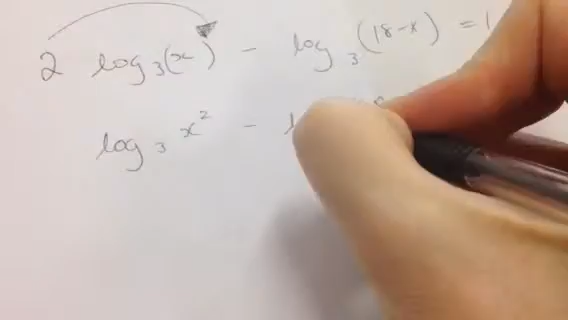 2 log₃(x) - log₃(18-x) = 1
log₃ x² -